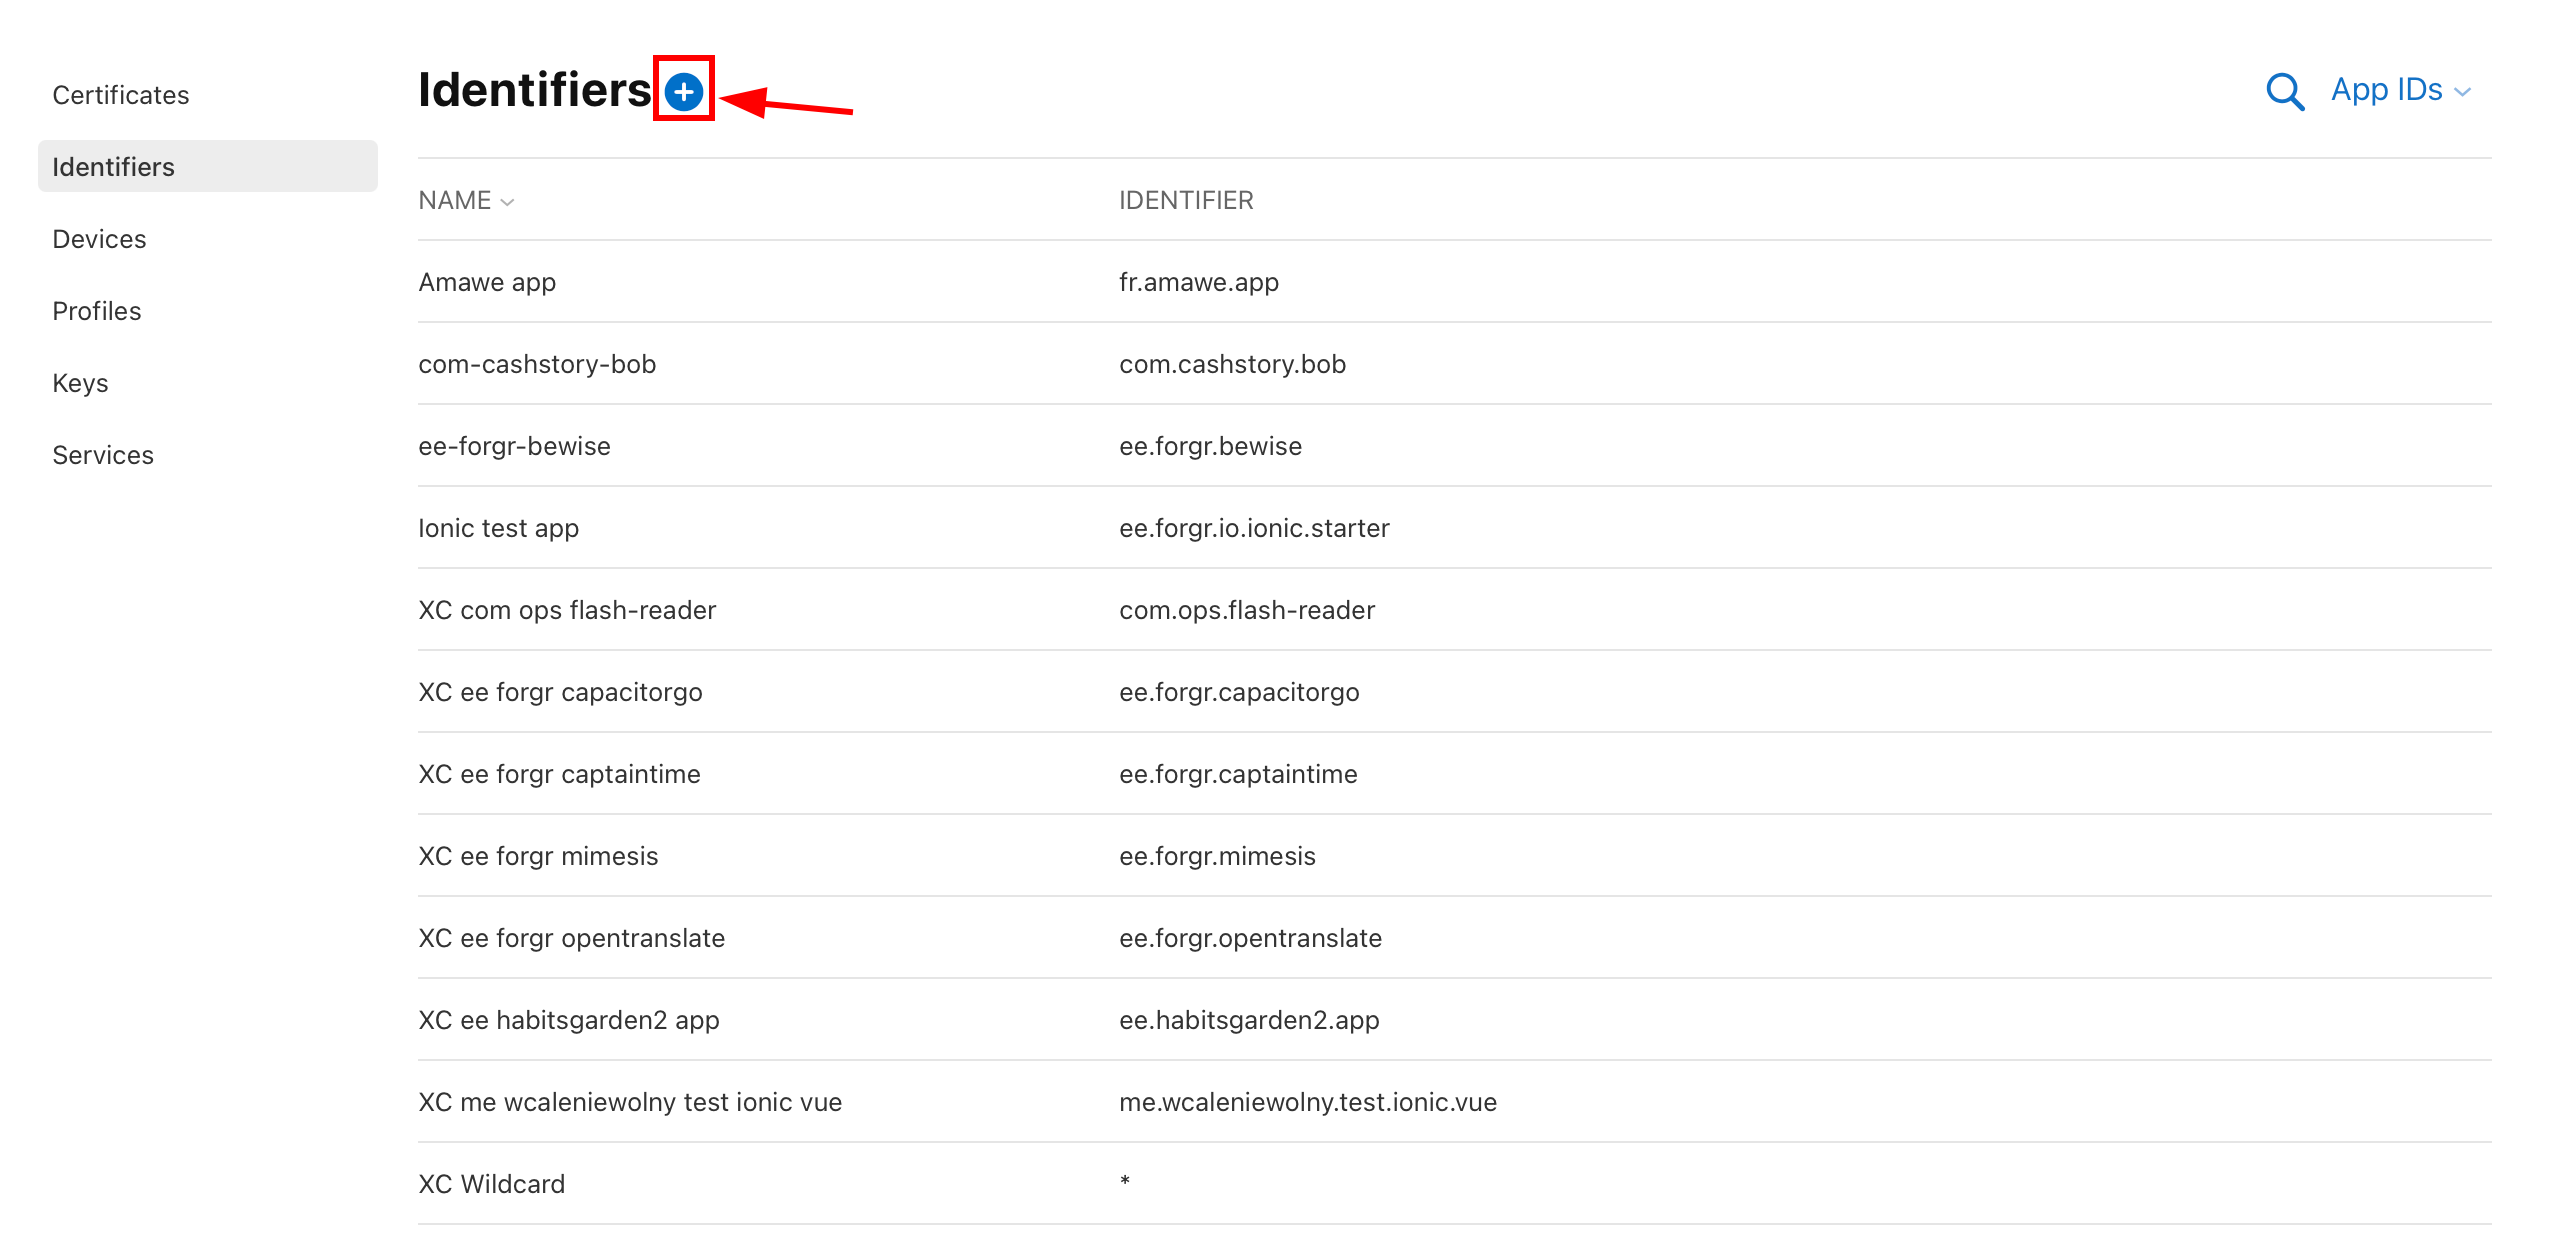 Certificates
Identifiers
Devices
Profiles
Keys
Services
Identifiers
App IDs
NAME IDENTIFIER
Amawe app fr.amawe.app
com-cashstory-bob com.cashstory.bob
ee-forgr-bewise ee.forgr.bewise
Ionic test app ee.forgr.io.ionic.starter
XC com ops flash-reader com.ops.flash-reader
XC ee forgr capacitorgo ee.forgr.capacitorgo
XC ee forgr captaintime ee.forgr.captaintime
XC ee forgr mimesis ee.forgr.mimesis
XC ee forgr opentranslate ee.forgr.opentranslate
XC ee habitsgarden2 app ee.habitsgarden2.app
XC me wcaleniewolny test ionic vue me.wcaleniewolny.test.ionic.vue
XC Wildcard *